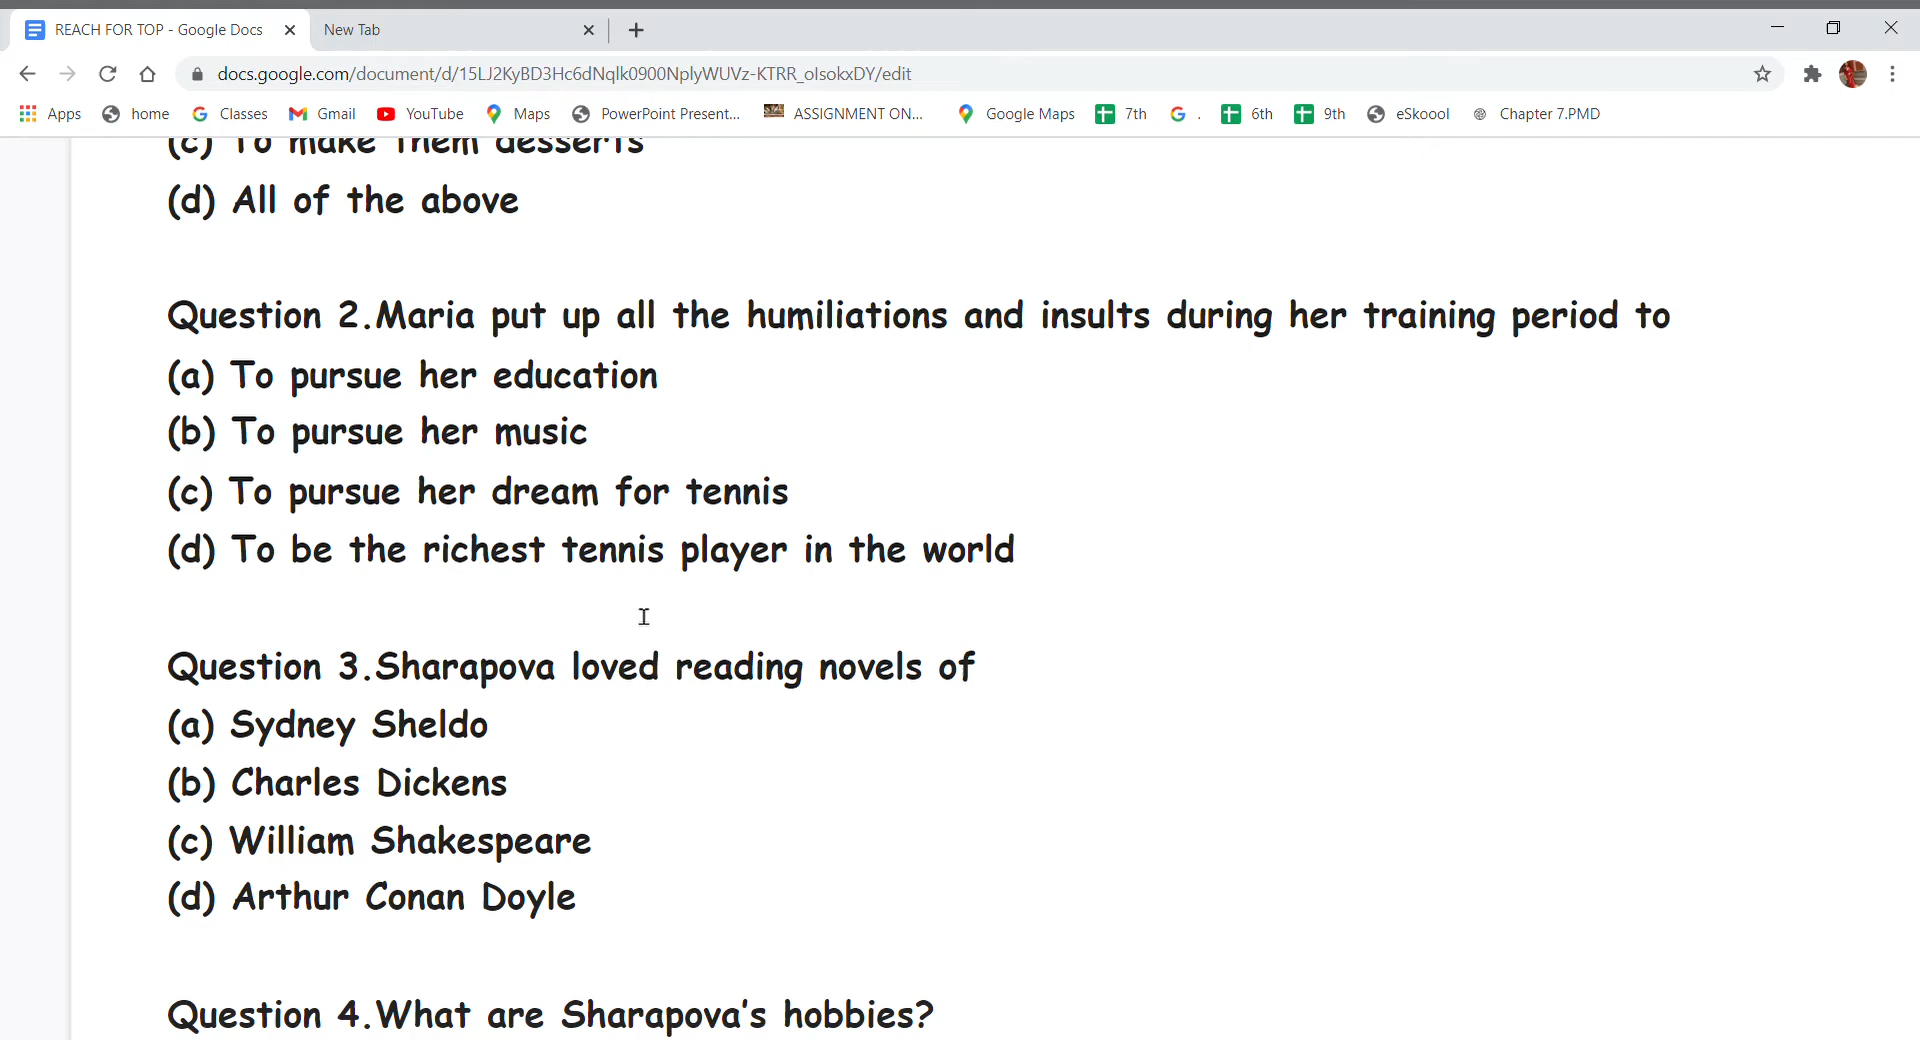 REACH FOR TOP - Google Docs
New Tab
docs.google.com/document/d/15LJ2KyBD3Hc6dNqlk0900NplyWUVz-KTRR_oIsokxDY/edit
Apps home Classes Gmail YouTube Maps PowerPoint Present... ASSIGNMENT ON... Google Maps 7th . 6th 9th eSkoool Chapter 7.PMD
(c) To make them desserts
(d) All of the above
Question 2.Maria put up all the humiliations and insults during her training period to
(a) To pursue her education
(b) To pursue her music
(c) To pursue her dream for tennis
(d) To be the richest tennis player in the world
Question 3.Sharapova loved reading novels of
(a) Sydney Sheldo
(b) Charles Dickens
(c) William Shakespeare
(d) Arthur Conan Doyle
Question 4.What are Sharapova's hobbies?